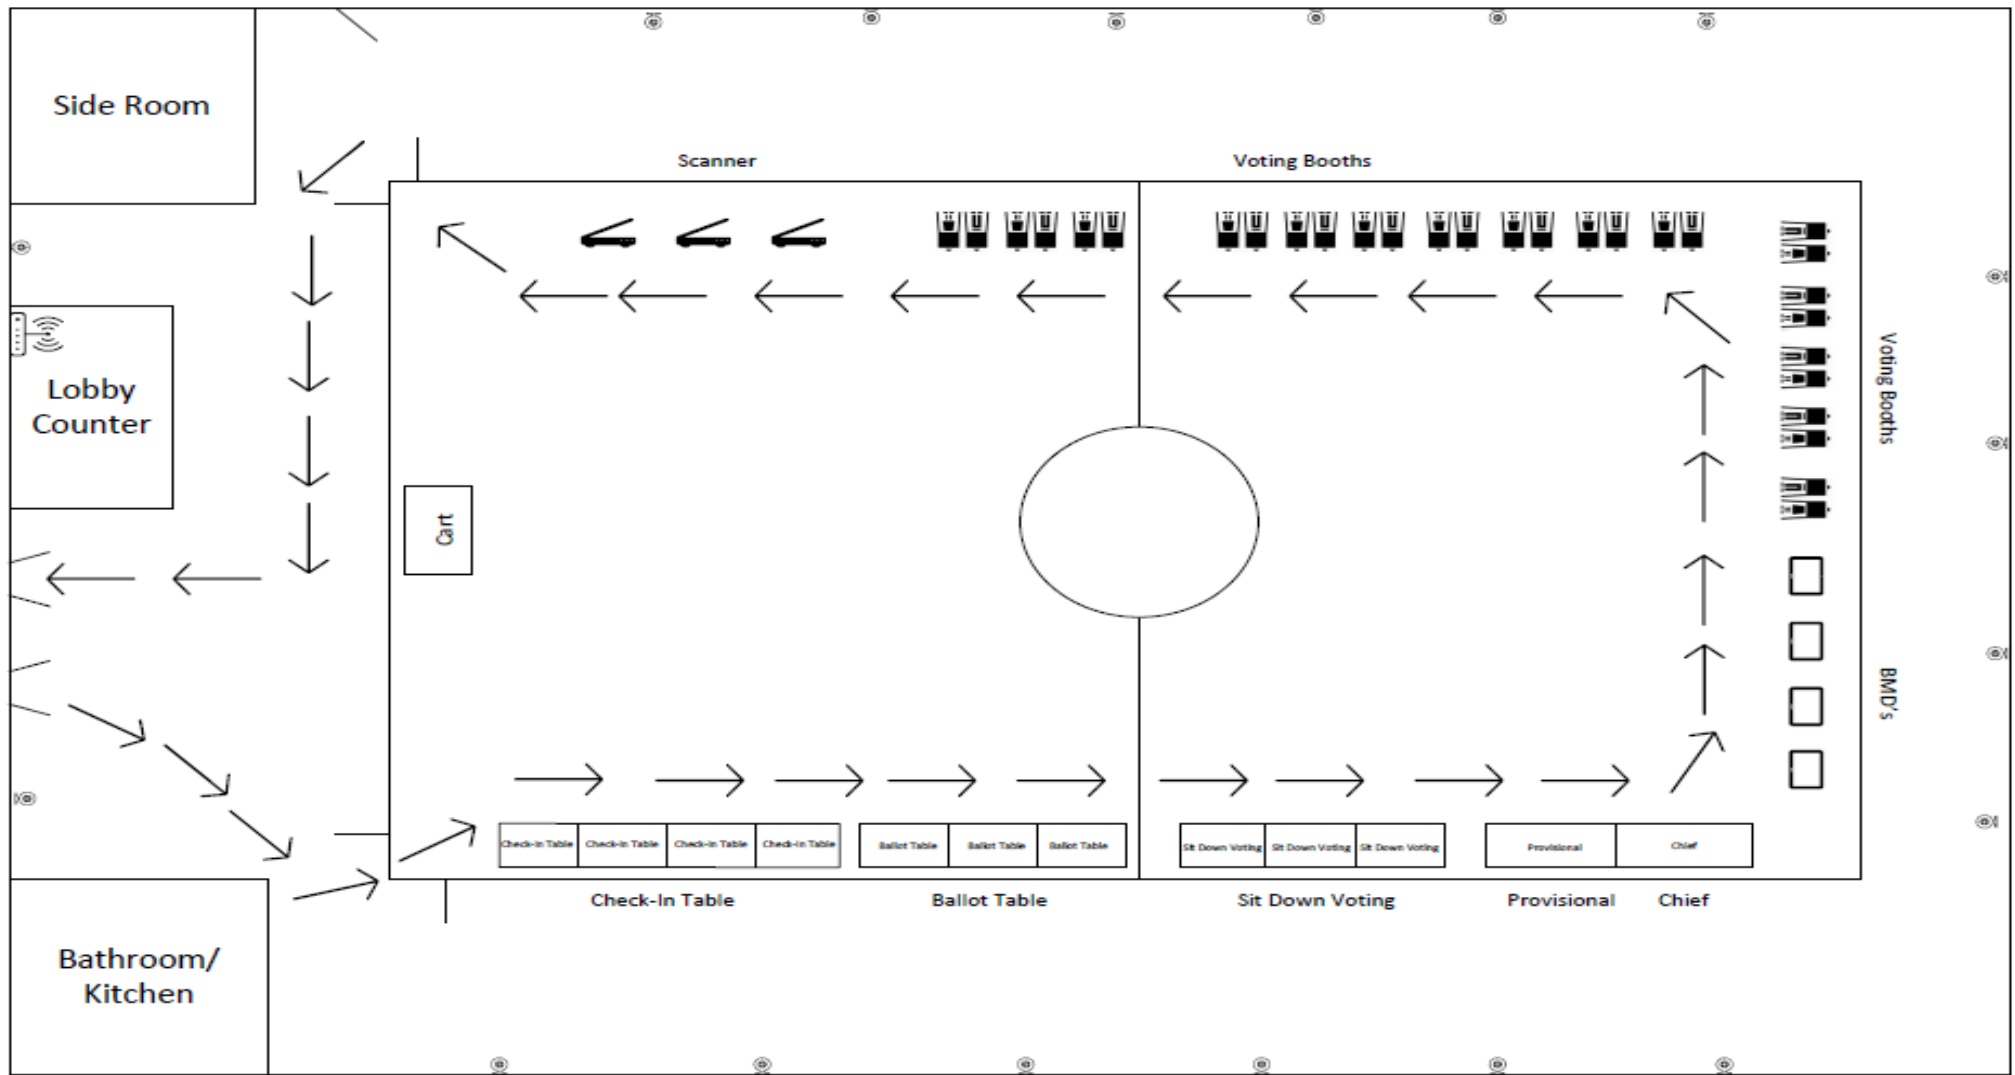 Side Room
Scanner
Voting Booths
Lobby
Counter
Voting Booths
Cart
BMD's
Check-In Table
Check-In Table
Check-In Table
Check-In Table
Ballot Table
Ballot Table
Ballot Table
Sit Down Voting
Sit Down Voting
Sit Down Voting
Provisional
Chief
Check-In Table
Ballot Table
Sit Down Voting
Provisional
Chief
Bathroom/
Kitchen